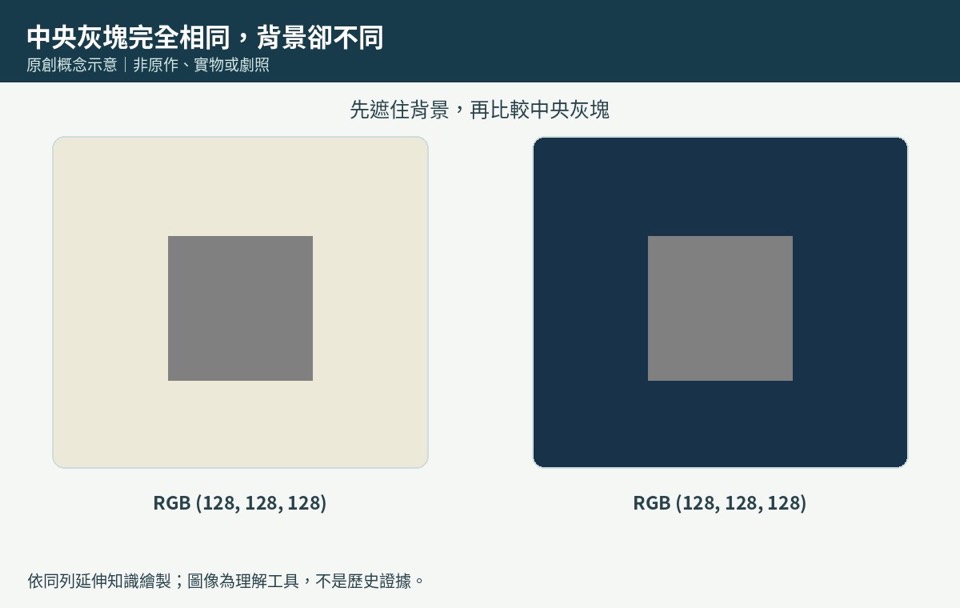 中央灰塊完全相同，背景卻不同
原創概念示意｜非原作、實物或劇照
先遮住背景，再比較中央灰塊
RGB (128, 128, 128)
RGB (128, 128, 128)
依同列延伸知識繪製；圖像為理解工具，不是歷史證據。